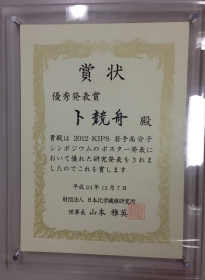 賞状
優秀発表賞
卜競舟 殿
貴殿は 2012 KIPS 若手高分子
シンポジウムのポスター発表に
おいて優れた研究発表をされま
したのでこれを賞します
平成24年12月7日
財団法人 日本化学繊維研究所
理事長 山本 雅英